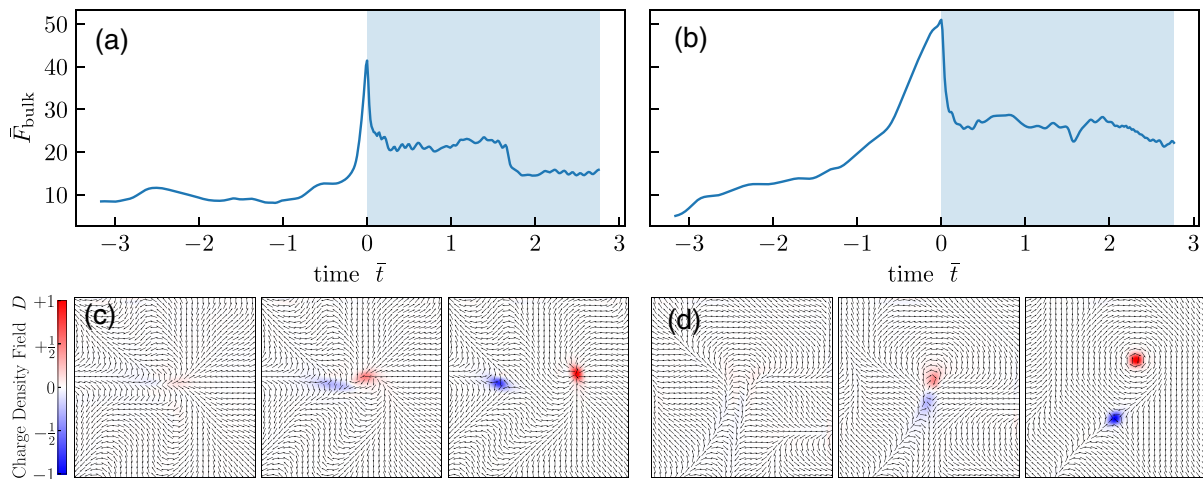 (a)
(b)
50
40
30
20
10
F̄bulk
−3 −2 −1 0 1 2 3
−3 −2 −1 0 1 2 3
time t̄
time t̄
Charge Density Field D
+1
+1/2
0
−1/2
−1
(c)
(d)